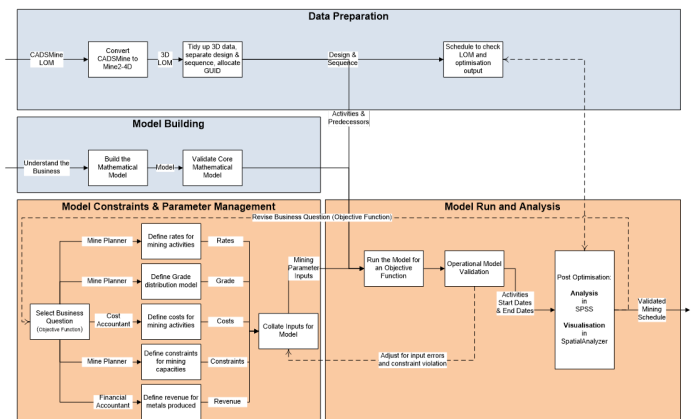 Data Preparation
CADSMine
LOM
Convert
CADSMine to
Mine2-4D
3D
LOM
Tidy up 3D data,
separate design &
sequence, allocate
GUID
Design &
Sequence
Schedule to check
LOM and
optimisation
output
Activities &
Predecessors
Model Building
Understand the
Business
Build the
Mathematical
Model
Model
Validate Core
Mathematical
Model
Model Constraints & Parameter Management
Model Run and Analysis
Revise Business Question (Objective Function)
Select Business
Question
(Objective Function)
Mine Planner
Define rates for
mining activities
Rates
Mine Planner
Define Grade
distribution model
Grade
Cost
Accountant
Define costs for
mining activities
Costs
Mine Planner
Define constraints
for mining
capacities
Constraints
Financial
Accountant
Define revenue for
metals produced
Revenue
Collate Inputs for
Model
Mining
Parameter
Inputs
Run the Model for
an Objective
Function
Operational Model
Validation
Activities
Start Dates
& End Dates
Adjust for input errors
and constraint violation
Post Optimisation:
Analysis
in
SPSS
Visualisation
in
SpatialAnalyzer
Validated
Mining
Schedule